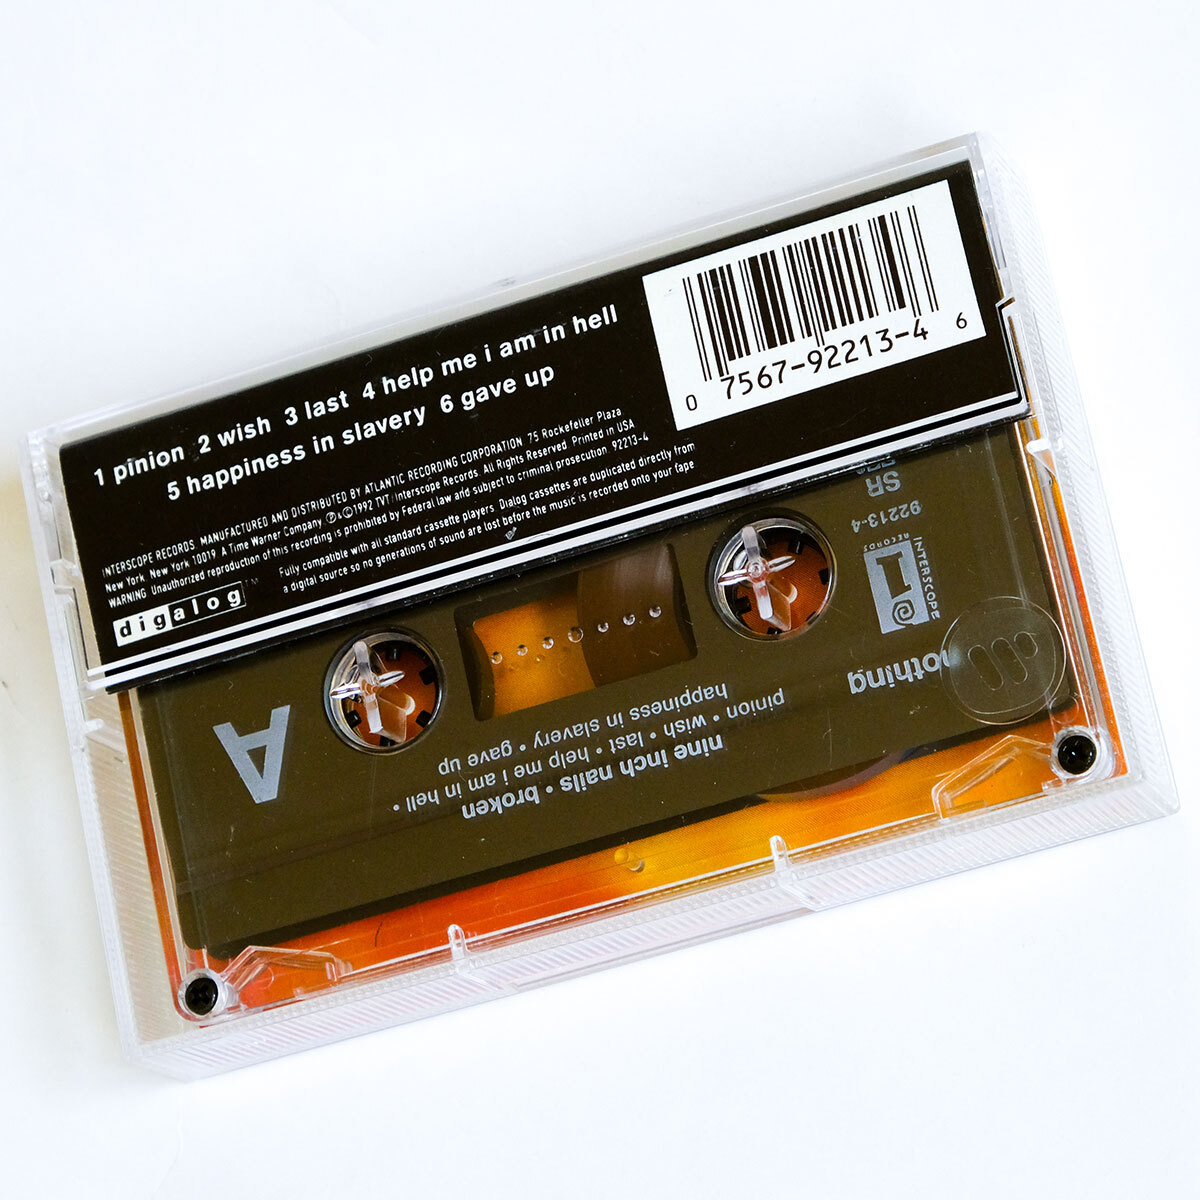 1 pinion 2 wish 3 last 4 help me i am in hell
5 happiness in slavery 6 gave up
INTERSCOPE RECORDS. MANUFACTURED AND DISTRIBUTED BY ATLANTIC RECORDING CORPORATION 75 Rockefeller Plaza
New York, New York 10019. A Time Warner Company. ℗&©1992 TVT/Interscope Records. All Rights Reserved. Printed in USA
WARNING: Unauthorized reproduction of this recording is prohibited by Federal law and subject to criminal prosecution. 92213-4
digalog™
Fully compatible with all standard cassette players. Digalog cassettes are duplicated directly from
a digital source so no generations of sound are lost before the music is recorded onto your tape
0 7567-92213-4 6
A
nine inch nails • broken
pinion • wish • last • help me i am in hell •
happiness in slavery • gave up
nothing
INTERSCOPE
RECORDS
92213-4
SR